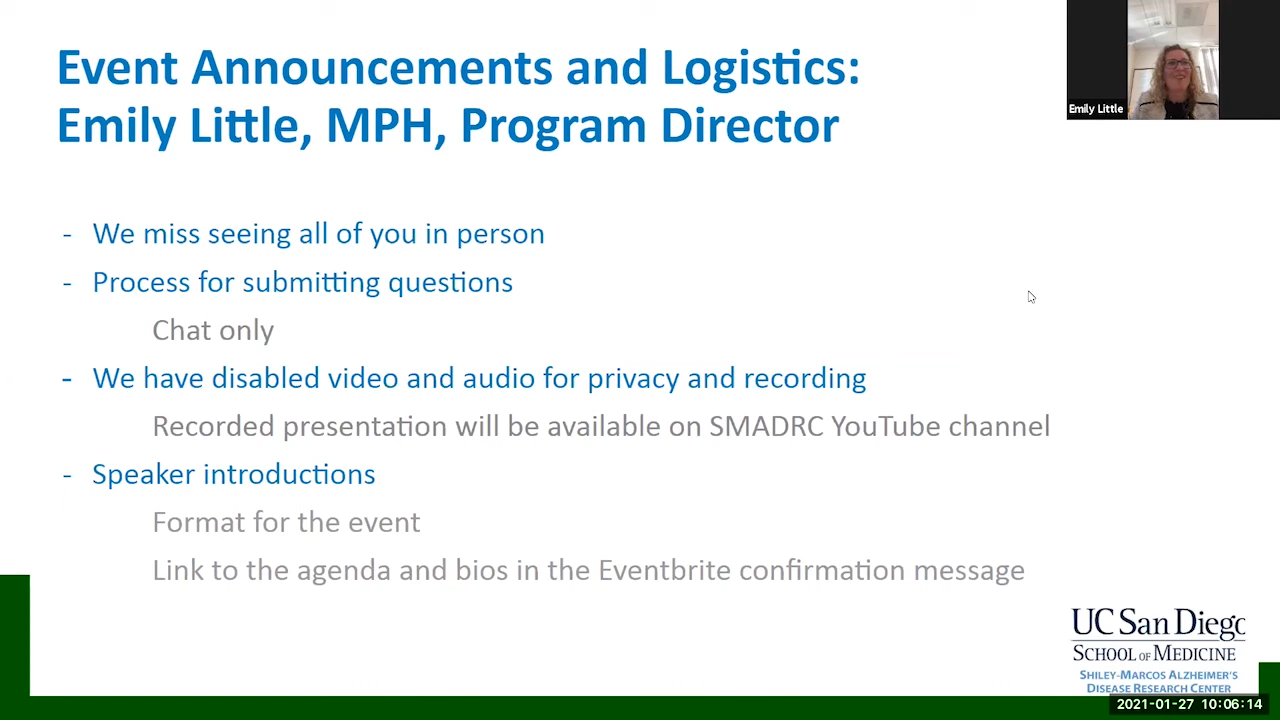 Event Announcements and Logistics:
Emily Little, MPH, Program Director
Emily Little
- We miss seeing all of you in person
- Process for submitting questions
Chat only
- We have disabled video and audio for privacy and recording
Recorded presentation will be available on SMADRC YouTube channel
- Speaker introductions
Format for the event
Link to the agenda and bios in the Eventbrite confirmation message
UC San Diego
SCHOOL OF MEDICINE
SHILEY-MARCOS ALZHEIMER'S
DISEASE RESEARCH CENTER
2021-01-27 10:06:14